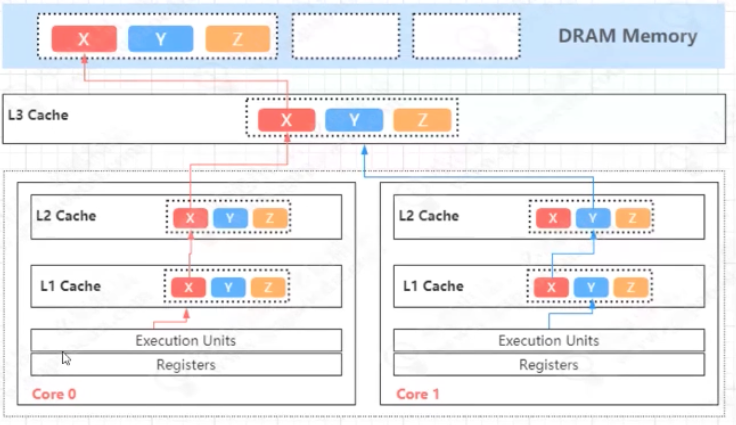 X Y Z
DRAM Memory
L3 Cache
X Y Z
L2 Cache
X Y Z
L1 Cache
X Y Z
Execution Units
Registers
Core 0
L2 Cache
X Y Z
L1 Cache
X Y Z
Execution Units
Registers
Core 1